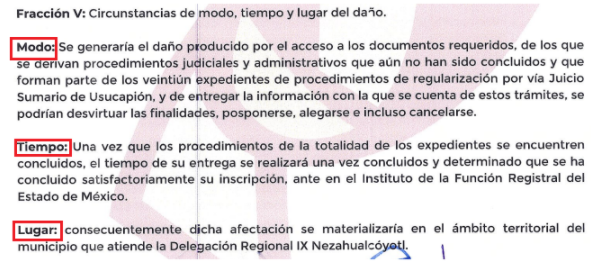 Fracción V: Circunstancias de modo, tiempo y lugar del daño.
Modo: Se generaría el daño producido por el acceso a los documentos requeridos, de los que
se derivan procedimientos judiciales y administrativos que aún no han sido concluidos y que
forman parte de los veintiún expedientes de procedimientos de regularización por vía Juicio
Sumario de Usucapión, y de entregar la información con la que se cuenta de estos trámites, se
podrían desvirtuar las finalidades, posponerse, alegarse e incluso cancelarse.
Tiempo: Una vez que los procedimientos de la totalidad de los expedientes se encuentren
concluidos, el tiempo de su entrega se realizará una vez concluidos y determinado que se ha
concluido satisfactoriamente su inscripción, ante en el Instituto de la Función Registral del
Estado de México.
Lugar: consecuentemente dicha afectación se materializaría en el ámbito territorial del
municipio que atiende la Delegación Regional IX Nezahualcóyotl.